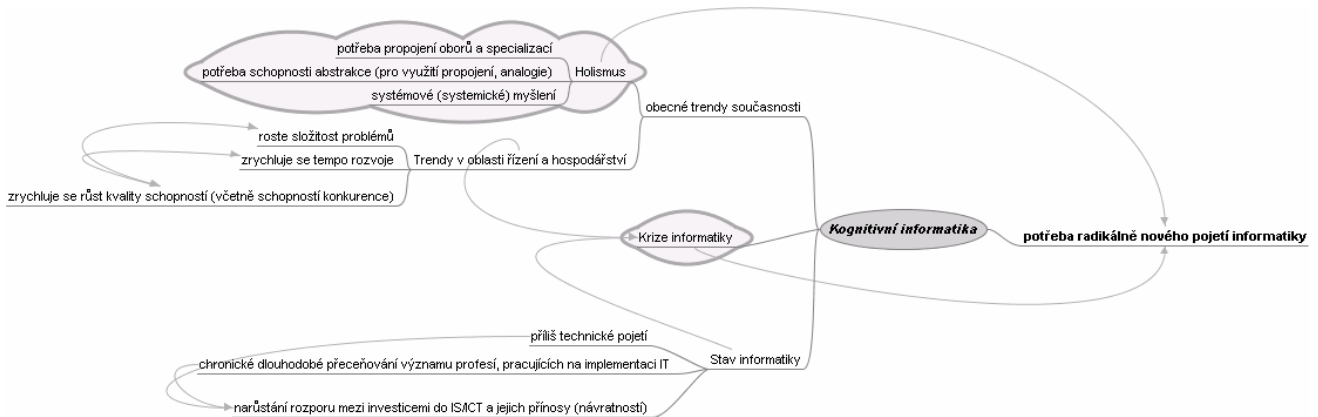 potřeba propojení oborů a specializací
potřeba schopnosti abstrakce (pro využití propojení, analogie)
Holismus
systémové (systemické) myšlení
obecné trendy současnosti
roste složitost problémů
zrychluje se tempo rozvoje
Trendy v oblasti řízení a hospodářství
zrychluje se růst kvality schopností (včetně schopností konkurence)
Krize informatiky
Kognitivní informatika
potřeba radikálně nového pojetí informatiky
příliš technické pojetí
chronické dlouhodobé přeceňování významu profesí, pracujících na implementaci IT
Stav informatiky
narůstání rozporu mezi investicemi do IS/ICT a jejich přínosy (návratností)